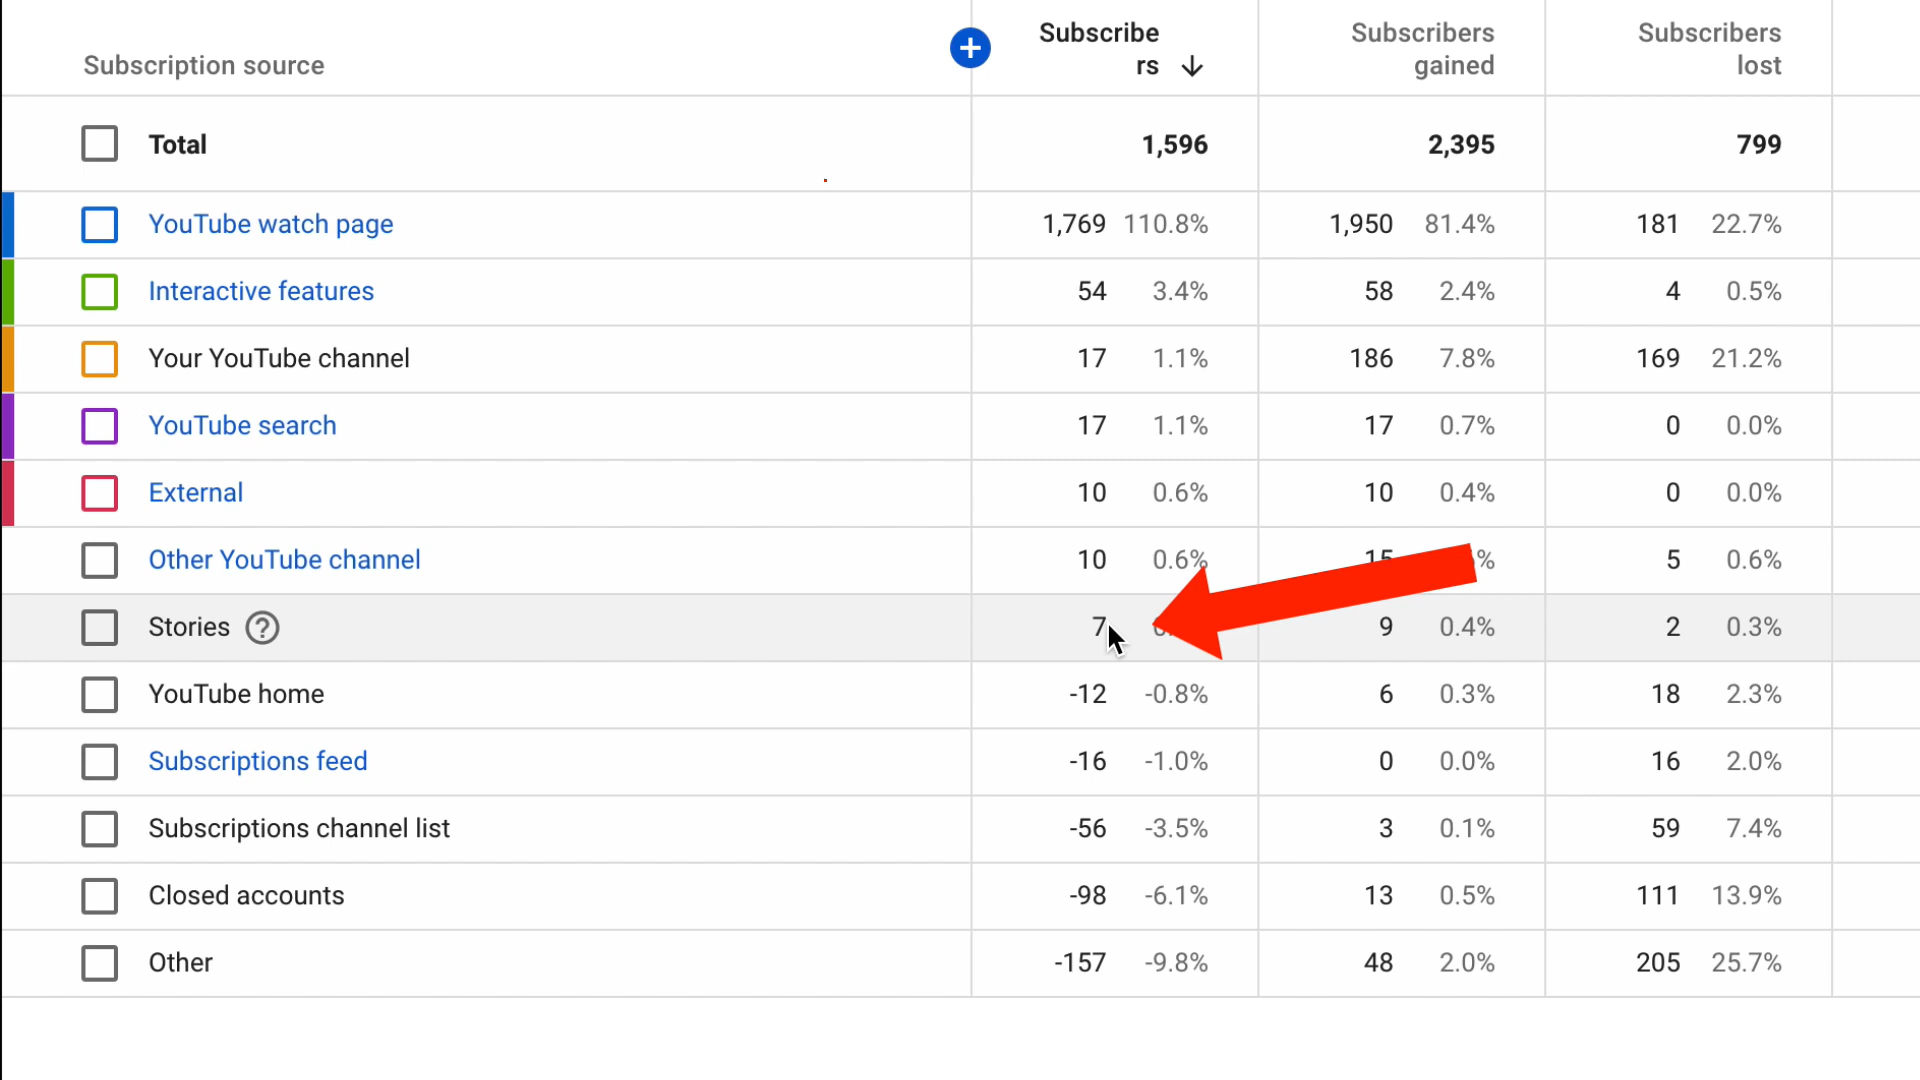 Subscription source
Subscribe
rs
Subscribers
gained
Subscribers
lost
Total 1,596 2,395 799
YouTube watch page 1,769 110.8% 1,950 81.4% 181 22.7%
Interactive features 54 3.4% 58 2.4% 4 0.5%
Your YouTube channel 17 1.1% 186 7.8% 169 21.2%
YouTube search 17 1.1% 17 0.7% 0 0.0%
External 10 0.6% 10 0.4% 0 0.0%
Other YouTube channel 10 0.6% 15 5 0.6%
Stories 7 9 0.4% 2 0.3%
YouTube home -12 -0.8% 6 0.3% 18 2.3%
Subscriptions feed -16 -1.0% 0 0.0% 16 2.0%
Subscriptions channel list -56 -3.5% 3 0.1% 59 7.4%
Closed accounts -98 -6.1% 13 0.5% 111 13.9%
Other -157 -9.8% 48 2.0% 205 25.7%